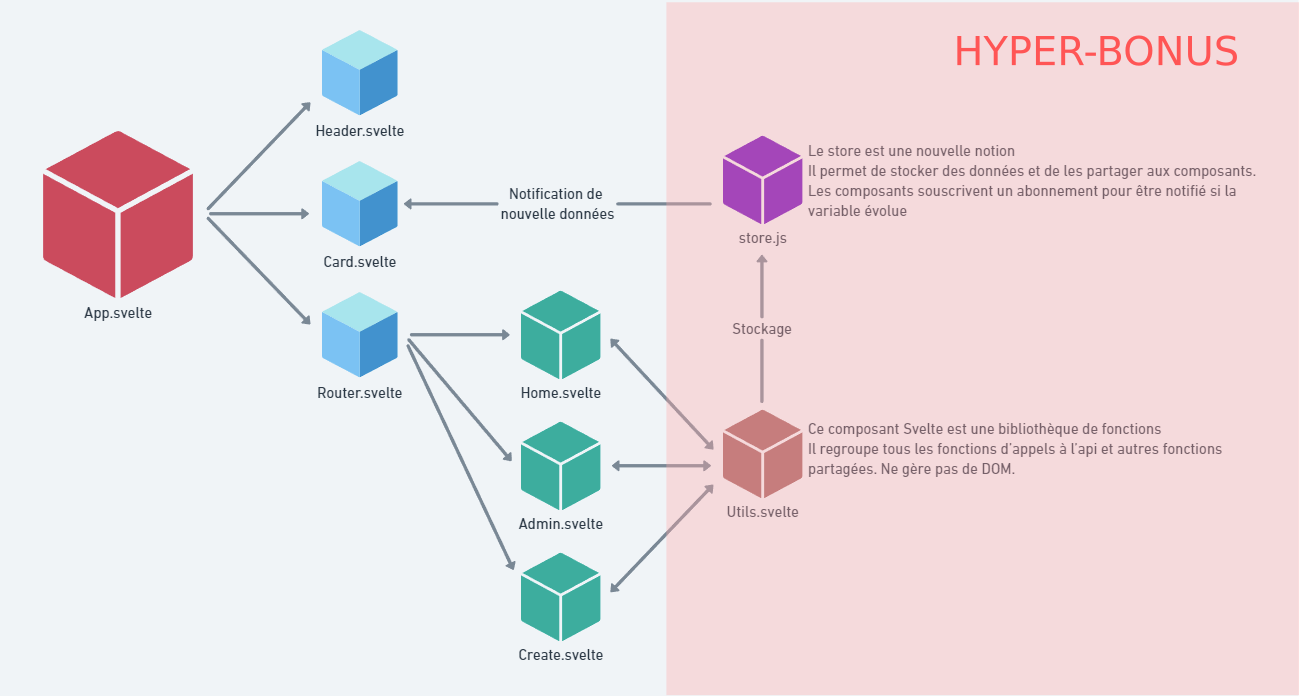 HYPER-BONUS
Header.svelte
App.svelte
Card.svelte
Notification de
nouvelle données
Le store est une nouvelle notion
Il permet de stocker des données et de les partager aux composants.
Les composants souscrivent un abonnement pour être notifié si la
variable évolue
store.js
Stockage
Router.svelte
Home.svelte
Ce composant Svelte est une bibliothèque de fonctions
Il regroupe tous les fonctions d'appels à l'api et autres fonctions
partagées. Ne gère pas de DOM.
Utils.svelte
Admin.svelte
Create.svelte